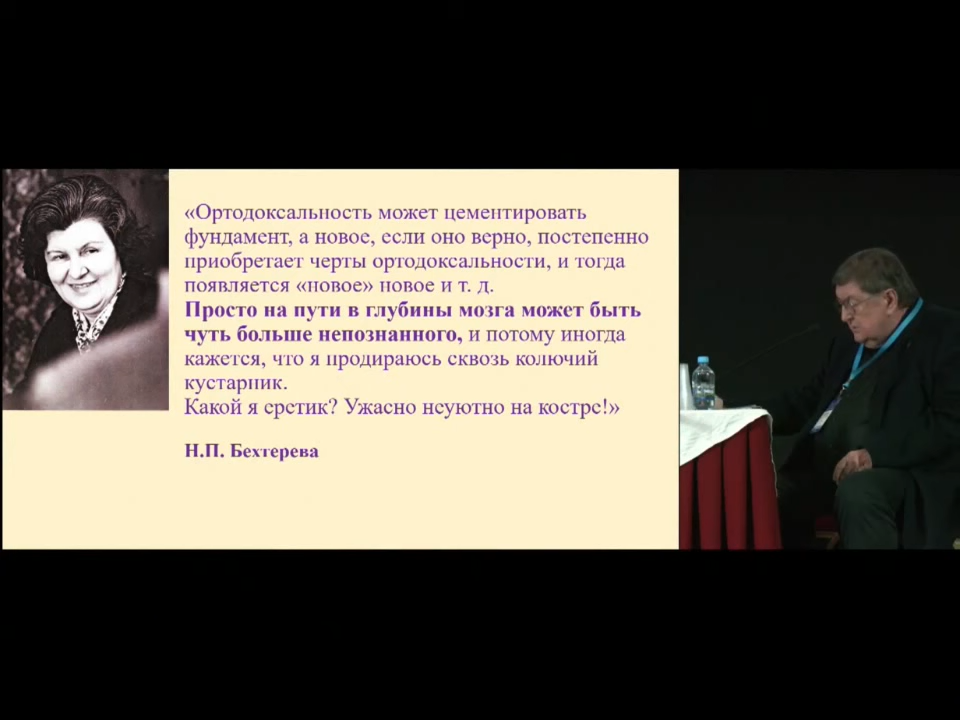 «Ортодоксальность может цементировать
фундамент, а новое, если оно верно, постепенно
приобретает черты ортодоксальности, и тогда
появляется «новое» новое и т. д.
Просто на пути в глубины мозга может быть
чуть больше непознанного, и потому иногда
кажется, что я продираюсь сквозь колючий
кустарник.
Какой я еретик? Ужасно неуютно на костре!»
Н.П. Бехтерева